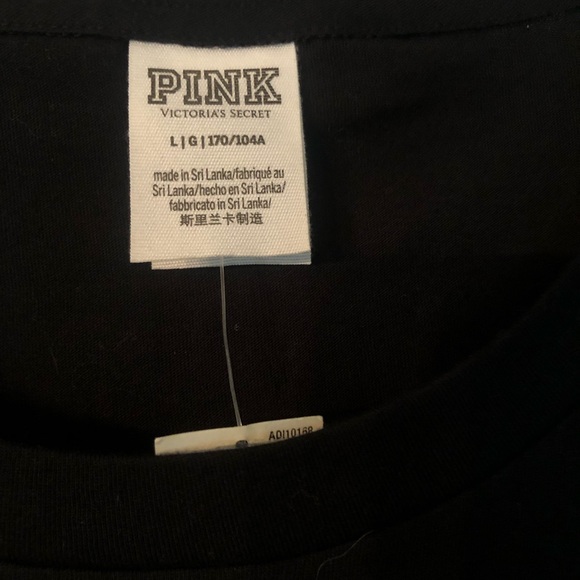 PINK
VICTORIA'S SECRET
L | G | 170/104A
made in Sri Lanka/fabriqué au
Sri Lanka/hecho en Sri Lanka/
fabbricato in Sri Lanka/
斯里兰卡制造